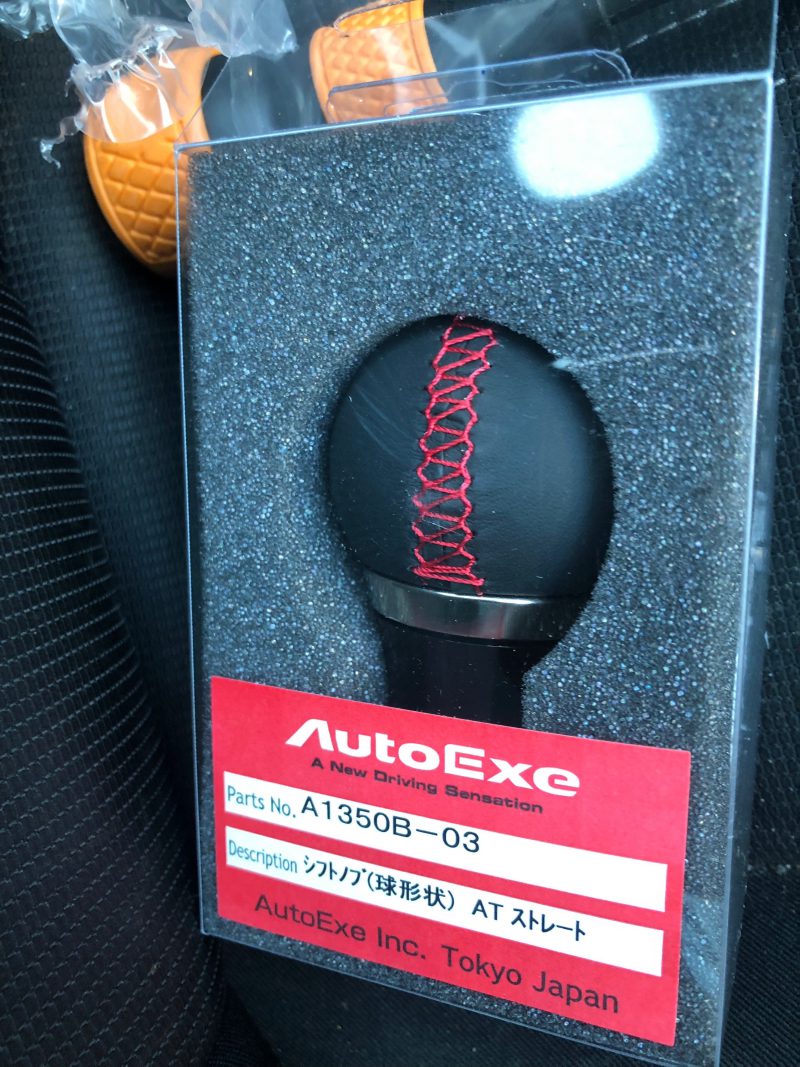 AutoExe
A New Driving Sensation
Parts No. A1350B-03
Description ｼﾌﾄﾉﾌﾞ(球形状) AT ストレート
AutoExe Inc. Tokyo Japan